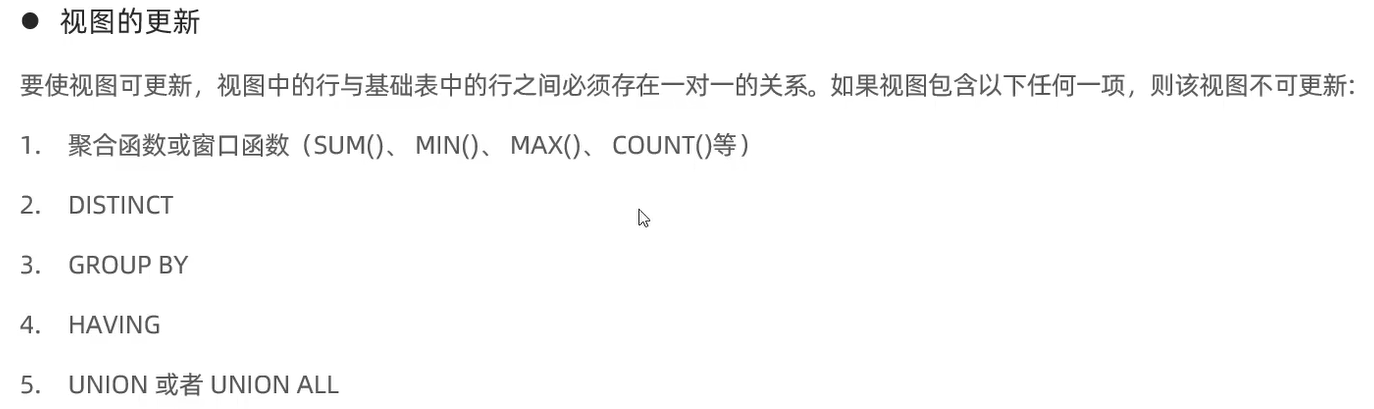 ● 视图的更新
要使视图可更新，视图中的行与基础表中的行之间必须存在一对一的关系。如果视图包含以下任何一项，则该视图不可更新：
1. 聚合函数或窗口函数（SUM()、 MIN()、 MAX()、 COUNT()等）
2. DISTINCT
3. GROUP BY
4. HAVING
5. UNION 或者 UNION ALL